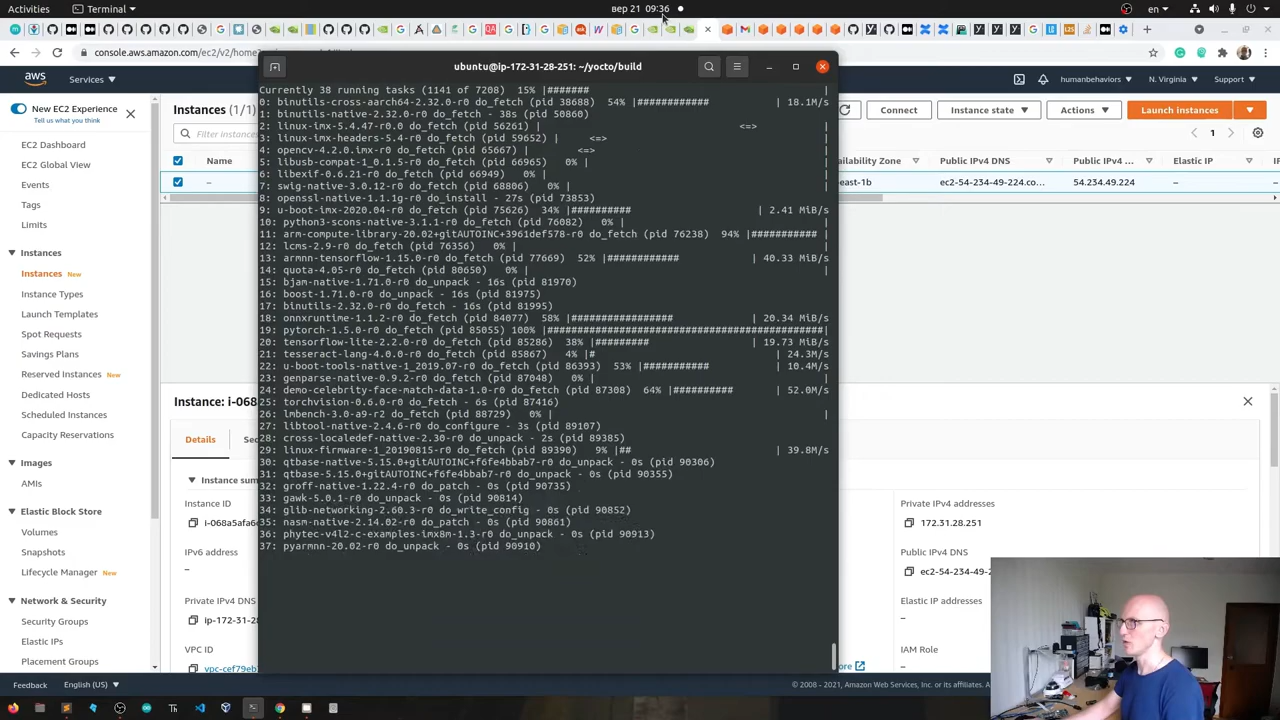 Activities
вер 21 09:36
en
console.aws.amazon.com/ec2/v2/home?
aws
Services
humanbehaviors
N. Virginia
Support
New EC2 Experience
Tell us what you think
EC2 Dashboard
EC2 Global View
Events
Tags
Limits
Instances
Instances New
Instance Types
Launch Templates
Spot Requests
Savings Plans
Reserved Instances New
Dedicated Hosts
Scheduled Instances
Capacity Reservations
Images
AMIs
Elastic Block Store
Volumes
Snapshots
Lifecycle Manager New
Network & Security
Security Groups
Elastic IPs
Placement Groups
Instances (1/1)
Connect
Instance state
Actions
Launch instances
1
Name
ailability Zone
Public IPv4 DNS
Public IPv4 ...
Elastic IP
–
east-1b
ec2-54-234-49-224.co...
54.234.49.224
–
ubuntu@ip-172-31-28-251: ~/yocto/build
Currently 38 running tasks (1141 of 7208) 15% |#######
0: binutils-cross-aarch64-2.32.0-r0 do_fetch (pid 38688) 54% |############ | 18.1M/s
1: binutils-native-2.32.0-r0 do_fetch - 38s (pid 50860)
2: linux-imx-5.4.47-r0.0 do_fetch (pid 56261) | <=> |
3: linux-imx-headers-5.4-r0 do_fetch (pid 59652) | <=> |
4: opencv-4.2.0.imx-r0 do_fetch (pid 65667) | <=> |
5: libusb-compat-1_0.1.5-r0 do_fetch (pid 66965) 0% | |
6: libexif-0.6.21-r0 do_fetch (pid 66949) 0% | |
7: swig-native-3.0.12-r0 do_fetch (pid 68806) 0% | |
8: openssl-native-1.1.1g-r0 do_install - 27s (pid 73853)
9: u-boot-imx-2020.04-r0 do_fetch (pid 75626) 34% |########## | 2.41 MiB/s
10: python3-scons-native-3.1.1-r0 do_fetch (pid 76082) 0% | |
11: arm-compute-library-20.02+gitAUTOINC+3961def578-r0 do_fetch (pid 76238) 94% |########### |
12: lcms-2.9-r0 do_fetch (pid 76356) 0% | |
13: armnn-tensorflow-1.15.0-r0 do_fetch (pid 77669) 52% |############ | 40.33 MiB/s
14: quota-4.05-r0 do_fetch (pid 80650) 0% | |
15: bjam-native-1.71.0-r0 do_unpack - 16s (pid 81970)
16: boost-1.71.0-r0 do_unpack - 16s (pid 81975)
17: binutils-2.32.0-r0 do_fetch - 16s (pid 81995)
18: onnxruntime-1.1.2-r0 do_fetch (pid 84077) 58% |################# | 20.34 MiB/s
19: pytorch-1.5.0-r0 do_fetch (pid 85055) 100% |##############################################|
20: tensorflow-lite-2.2.0-r0 do_fetch (pid 85286) 38% |######### | 19.73 MiB/s
21: tesseract-lang-4.0.0-r0 do_fetch (pid 85867) 4% |# | 24.3M/s
22: u-boot-tools-native-1_2019.07-r0 do_fetch (pid 86393) 53% |########### | 10.4M/s
23: genparse-native-0.9.2-r0 do_fetch (pid 87048) 0% | |
24: demo-celebrity-face-match-data-1.0-r0 do_fetch (pid 87308) 64% |########## | 52.0M/s
25: torchvision-0.6.0-r0 do_fetch - 6s (pid 87416)
26: lmbench-3.0-a9-r2 do_fetch (pid 88729) 0% | |
27: libtool-native-2.4.6-r0 do_configure - 3s (pid 89107)
28: cross-localedef-native-2.30-r0 do_unpack - 2s (pid 89385)
29: linux-firmware-1_20190815-r0 do_fetch (pid 89390) 9% |## | 39.8M/s
30: qtbase-native-5.15.0+gitAUTOINC+f6fe4bbab7-r0 do_unpack - 0s (pid 90306)
31: qtbase-5.15.0+gitAUTOINC+f6fe4bbab7-r0 do_unpack - 0s (pid 90355)
32: groff-native-1.22.4-r0 do_patch - 0s (pid 90735)
33: gawk-5.0.1-r0 do_unpack - 0s (pid 90814)
34: glib-networking-2.60.3-r0 do_write_config - 0s (pid 90852)
35: nasm-native-2.14.02-r0 do_patch - 0s (pid 90861)
36: phytec-v4l2-c-examples-imx8m-1.3-r0 do_unpack - 0s (pid 90913)
37: pyarmnn-20.02-r0 do_unpack - 0s (pid 90910)
Instance: i-068a
Details
Se
Instance sum
Instance ID
i-068a5afa6
IPv6 address
–
Private IPv4 DNS
ip-172-31-2
VPC ID
vpc-cef79eb
Private IPv4 addresses
172.31.28.251
Public IPv4 DNS
ec2-54-234-49-2
Elastic IP addresses
–
IAM Role
–
ore
Feedback
English (US)
© 2008 - 2021, Amazon Web Services, Inc. or its affiliates.